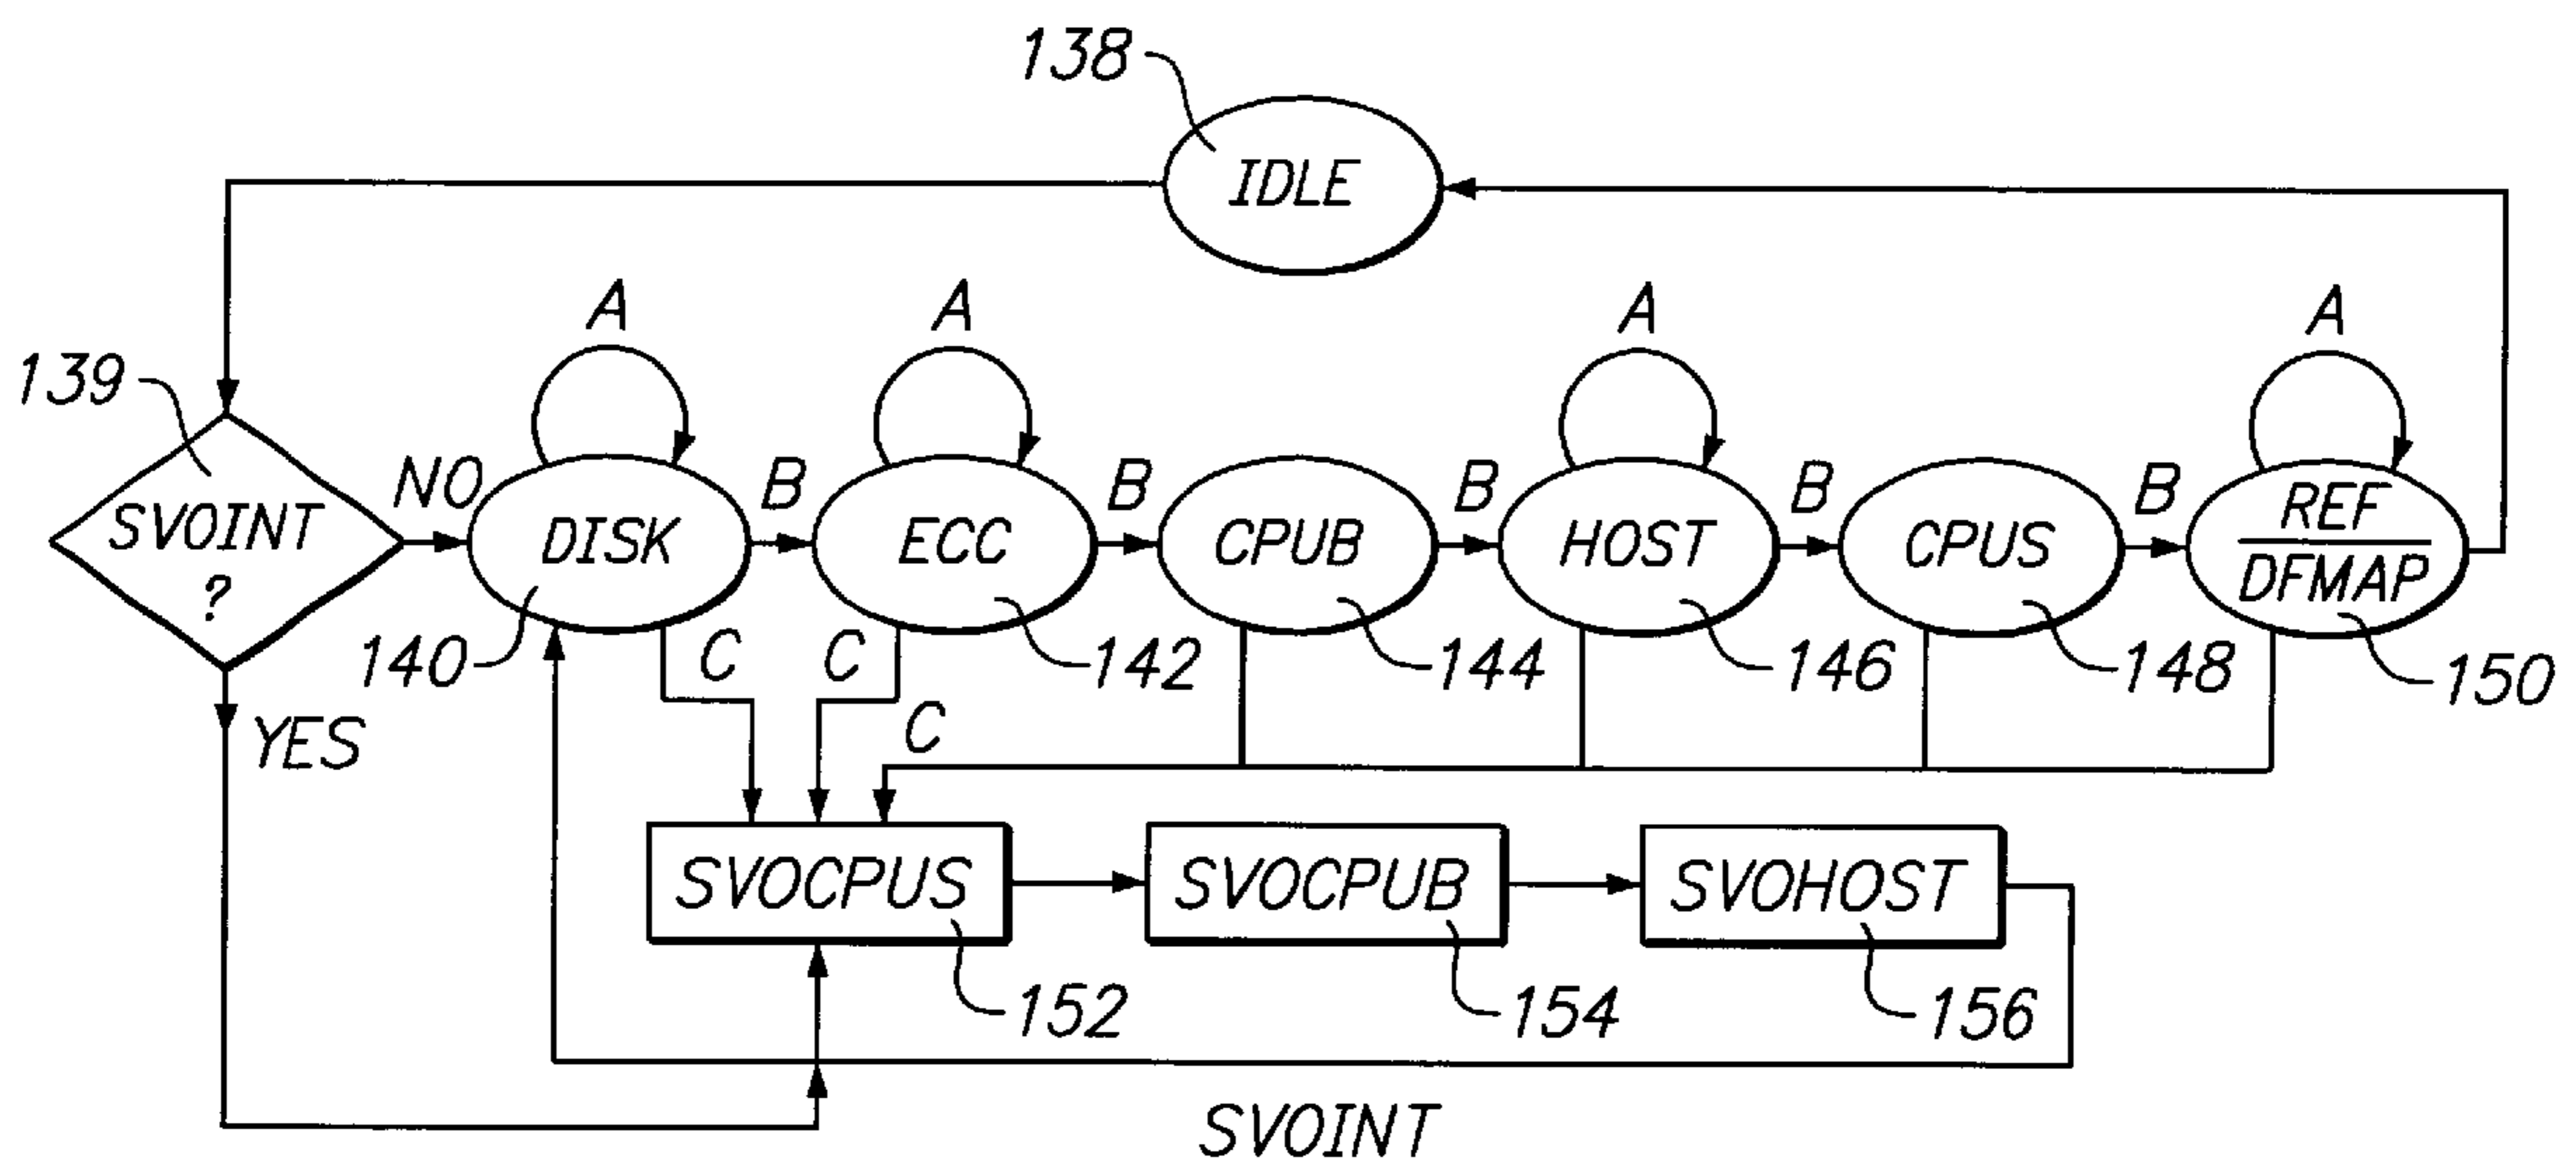 138
IDLE
A
A
A
A
139
SVOINT
?
NO
DISK
B
ECC
B
CPUB
B
HOST
B
CPUS
B
REF
DFMAP
140
C
C
142
144
146
148
150
YES
C
SVOCPUS
SVOCPUB
SVOHOST
152
154
156
SVOINT